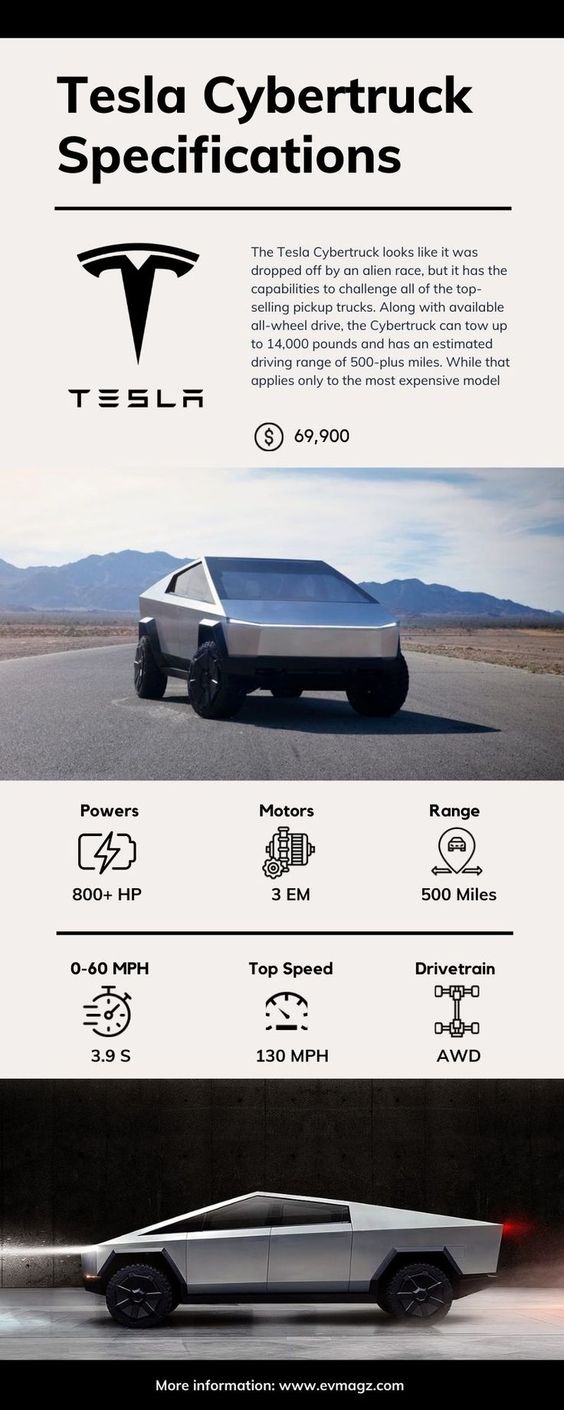 Tesla Cybertruck
Specifications
TESLA
The Tesla Cybertruck looks like it was
dropped off by an alien race, but it has the
capabilities to challenge all of the top-
selling pickup trucks. Along with available
all-wheel drive, the Cybertruck can tow up
to 14,000 pounds and has an estimated
driving range of 500-plus miles. While that
applies only to the most expensive model
$ 69,900
Powers Motors Range
800+ HP 3 EM 500 Miles
0-60 MPH Top Speed Drivetrain
3.9 S 130 MPH AWD
More information: www.evmagz.com